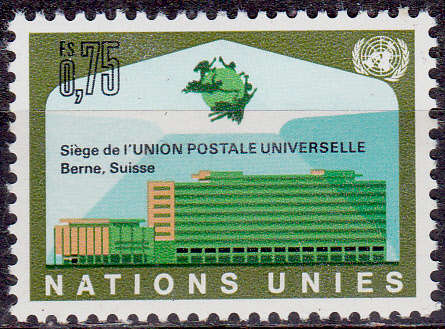 FS
0,75
Siège de l'UNION POSTALE UNIVERSELLE
Berne, Suisse
NATIONS UNIES